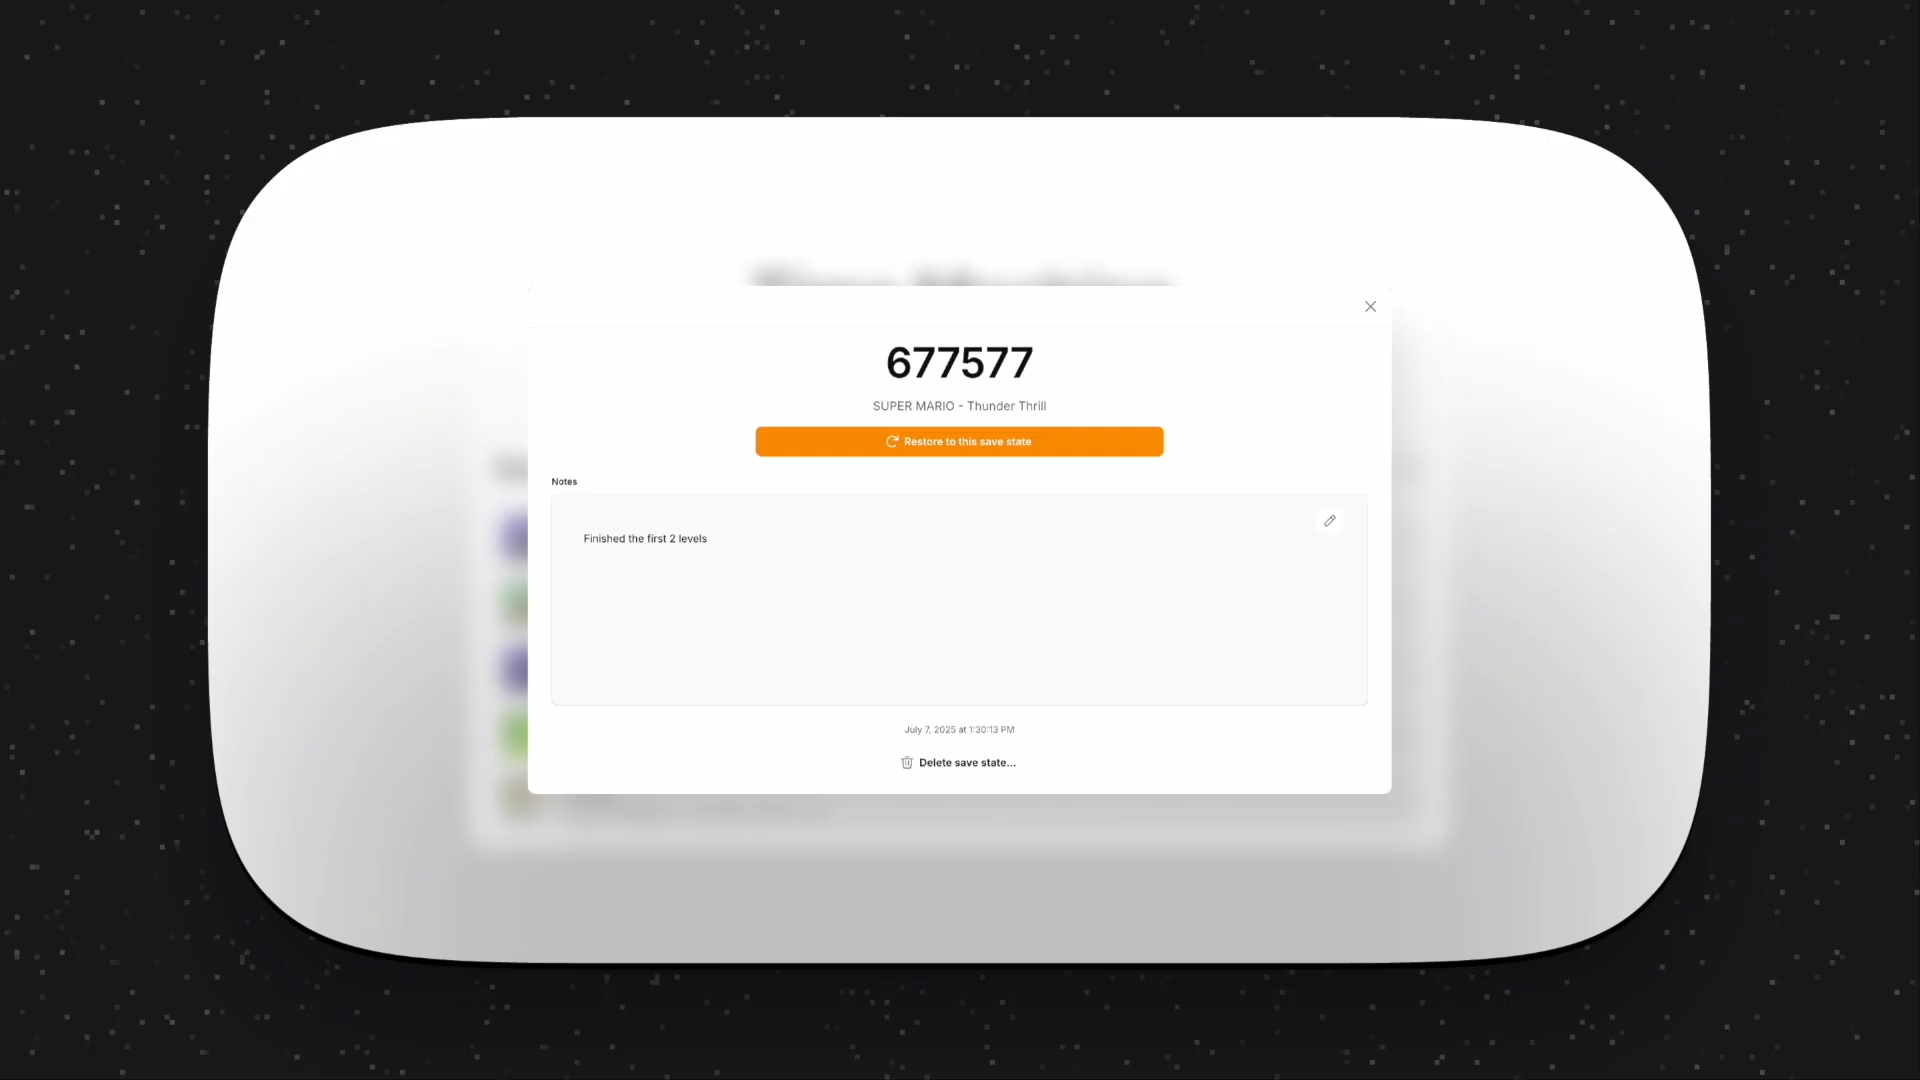 677577
SUPER MARIO - Thunder Thrill
Restore to this save state
Notes
Finished the first 2 levels
July 7, 2025 at 1:30:13 PM
Delete save state...